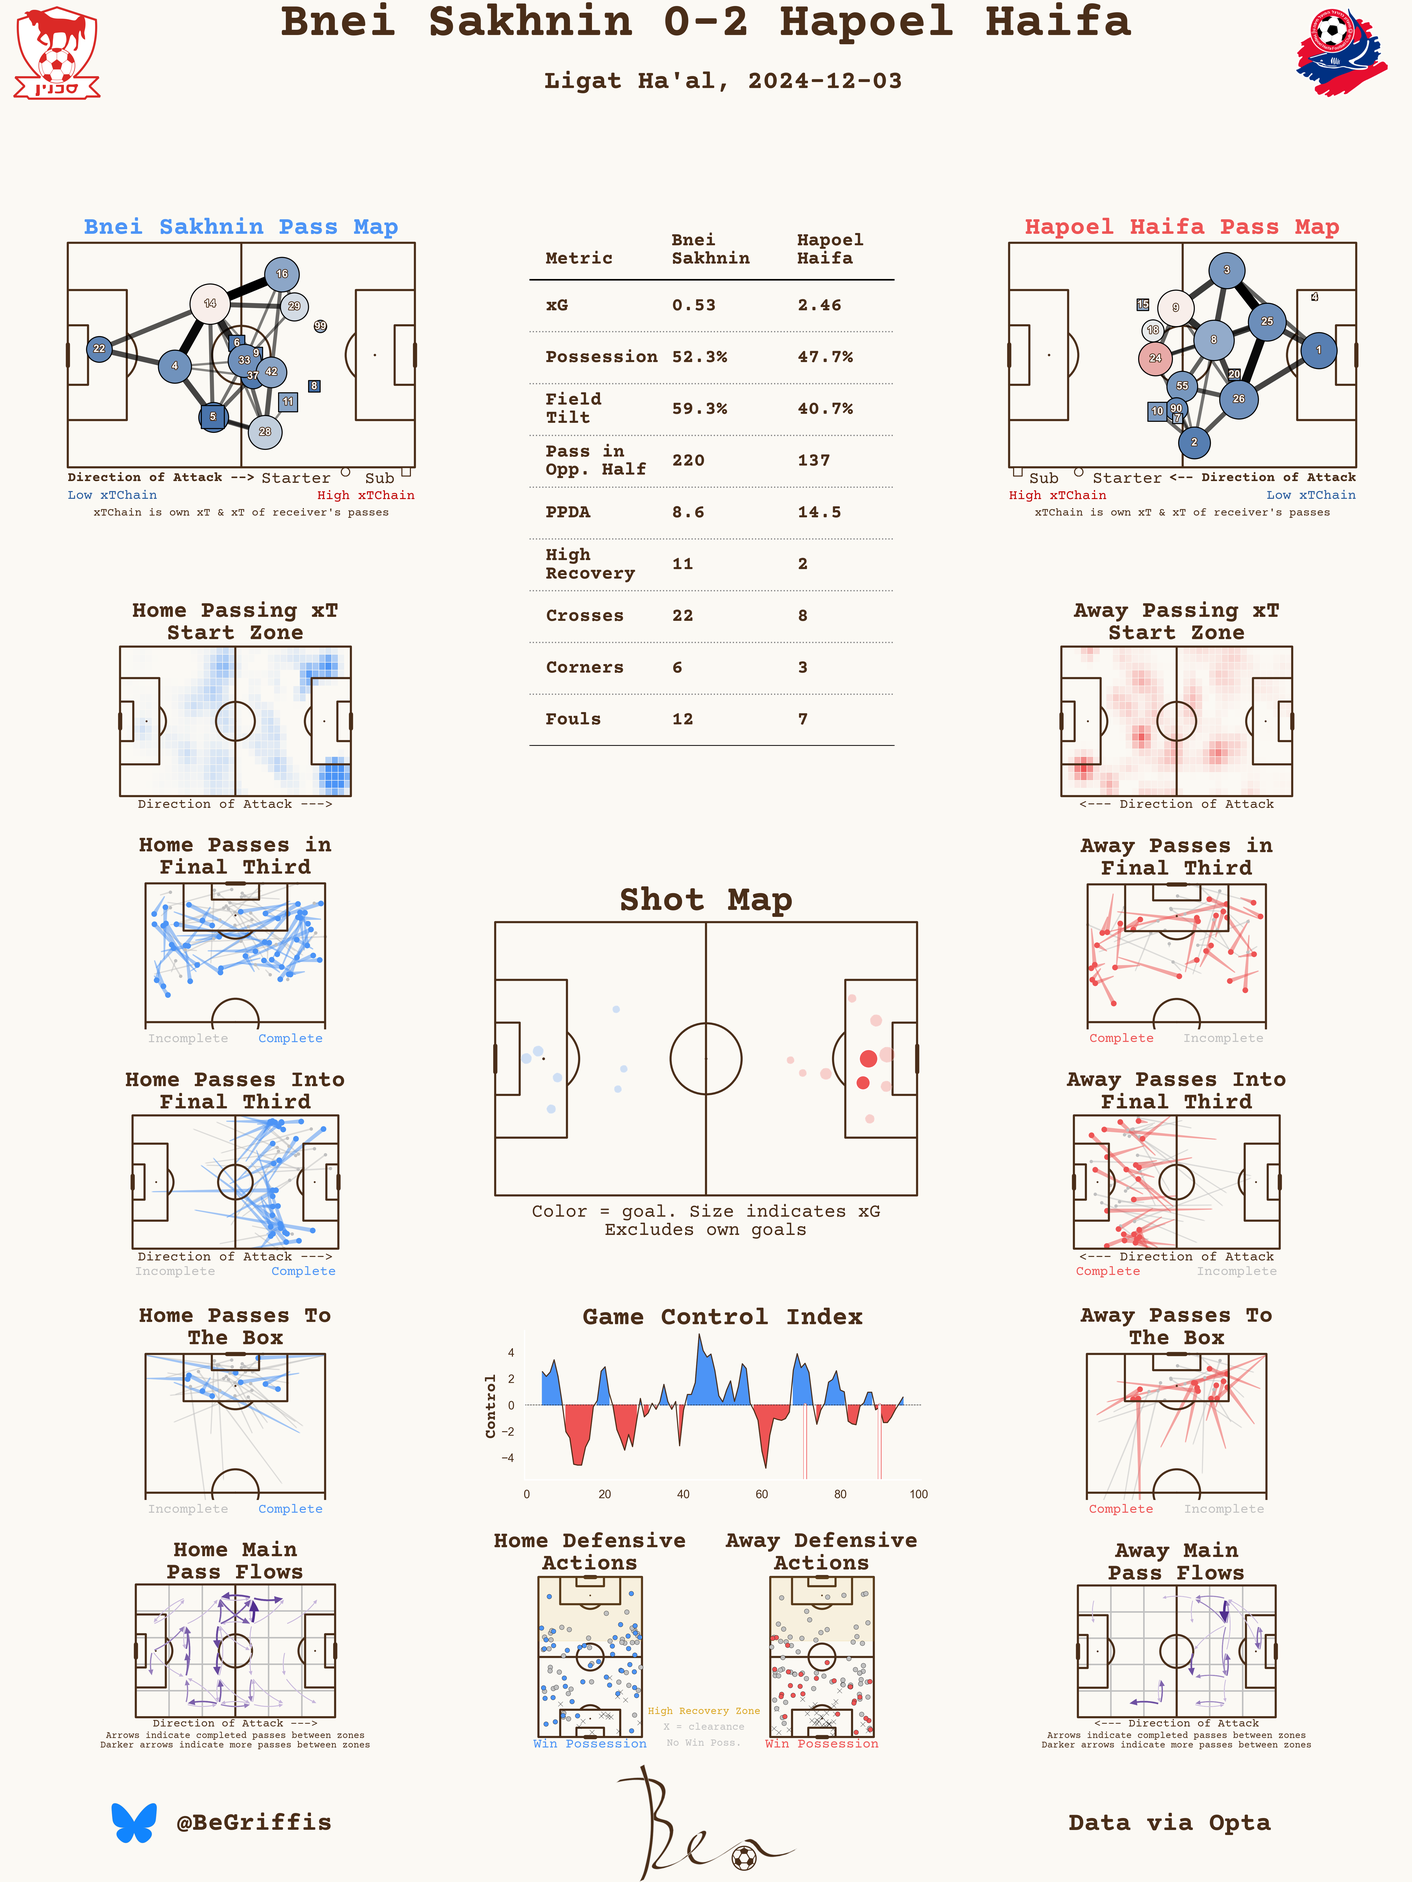 Bnei Sakhnin 0-2 Hapoel Haifa
Ligat Ha'al, 2024-12-03
סכנין
Bnei Sakhnin Pass Map
16
14
29
99
22
6
9
33
4
37
42
8
11
5
28
Direction of Attack --> Starter Sub
Low xTChain High xTChain
xTChain is own xT & xT of receiver's passes
Metric Bnei Sakhnin Hapoel Haifa
xG 0.53 2.46
Possession 52.3% 47.7%
Field Tilt 59.3% 40.7%
Pass in Opp. Half 220 137
PPDA 8.6 14.5
High Recovery 11 2
Crosses 22 8
Corners 6 3
Fouls 12 7
Hapoel Haifa Pass Map
3
4
15
9
18
25
8
1
24
20
55
26
10
90
7
2
Sub Starter <-- Direction of Attack
High xTChain Low xTChain
xTChain is own xT & xT of receiver's passes
Home Passing xT
Start Zone
Direction of Attack --->
Away Passing xT
Start Zone
<--- Direction of Attack
Home Passes in
Final Third
Incomplete Complete
Away Passes in
Final Third
Complete Incomplete
Shot Map
Color = goal. Size indicates xG
Excludes own goals
Home Passes Into
Final Third
Direction of Attack --->
Incomplete Complete
Away Passes Into
Final Third
<--- Direction of Attack
Complete Incomplete
Home Passes To
The Box
Incomplete Complete
Game Control Index
Control
4
2
0
−2
−4
0 20 40 60 80 100
Away Passes To
The Box
Complete Incomplete
Home Main
Pass Flows
Direction of Attack --->
Arrows indicate completed passes between zones
Darker arrows indicate more passes between zones
Home Defensive
Actions
Win Possession
Away Defensive
Actions
Win Possession
High Recovery Zone
X = clearance
No Win Poss.
Away Main
Pass Flows
<--- Direction of Attack
Arrows indicate completed passes between zones
Darker arrows indicate more passes between zones
@BeGriffis
Ben
Data via Opta